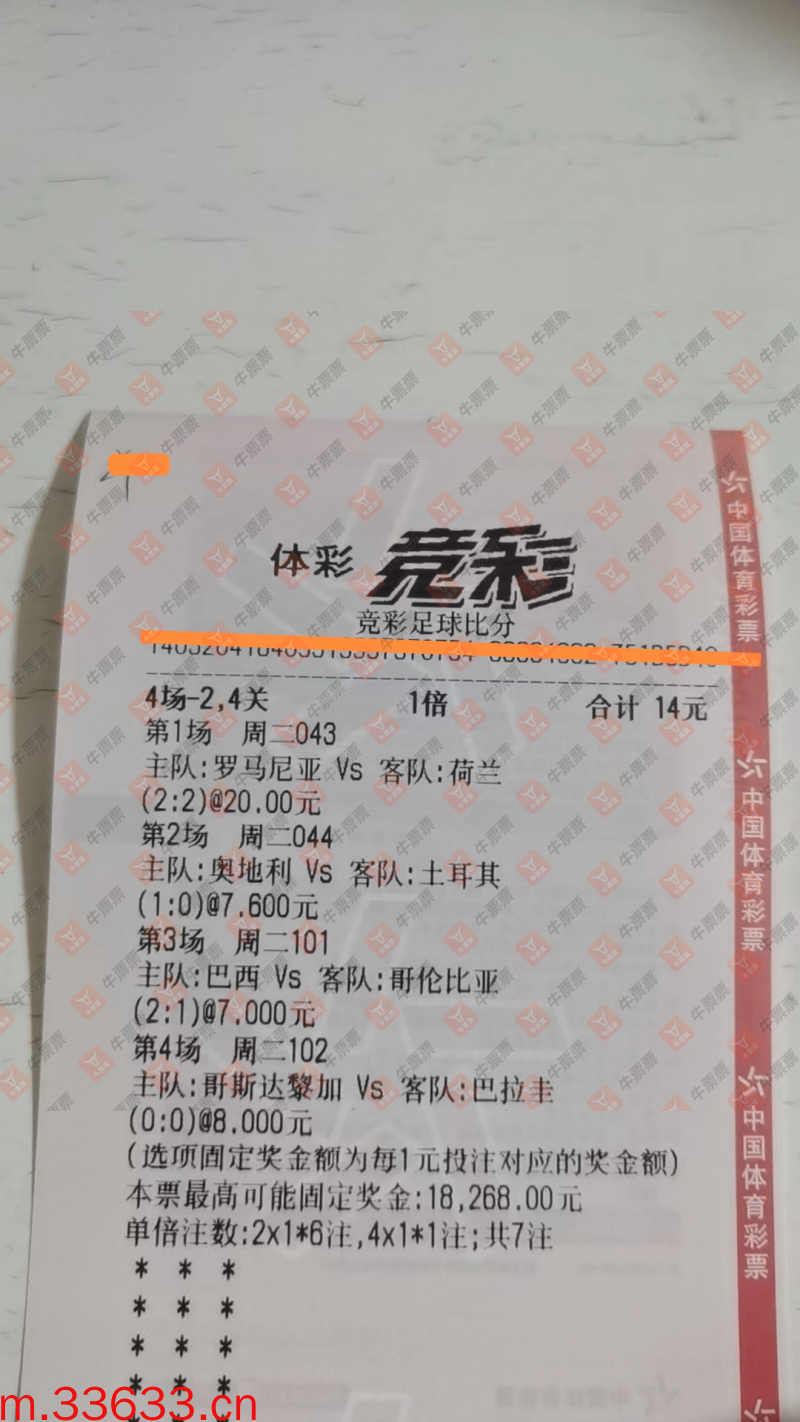 体彩 竞彩
竞彩足球比分
4场-2,4关 1倍 合计 14元
第1场 周二043
主队:罗马尼亚 Vs 客队:荷兰
(2:2)@20.00元
第2场 周二044
主队:奥地利 Vs 客队:土耳其
(1:0)@7.600元
第3场 周二101
主队:巴西 Vs 客队:哥伦比亚
(2:1)@7.000元
第4场 周二102
主队:哥斯达黎加 Vs 客队:巴拉圭
(0:0)@8.000元
(选项固定奖金额为每1元投注对应的奖金额)
本票最高可能固定奖金:18,268.00元
单倍注数:2x1*6注,4x1*1注;共7注
* * *
* * *
* * *
* * *
中国体育彩票
中国体育彩票
中国体育彩票
m.33633.cn
牛票票